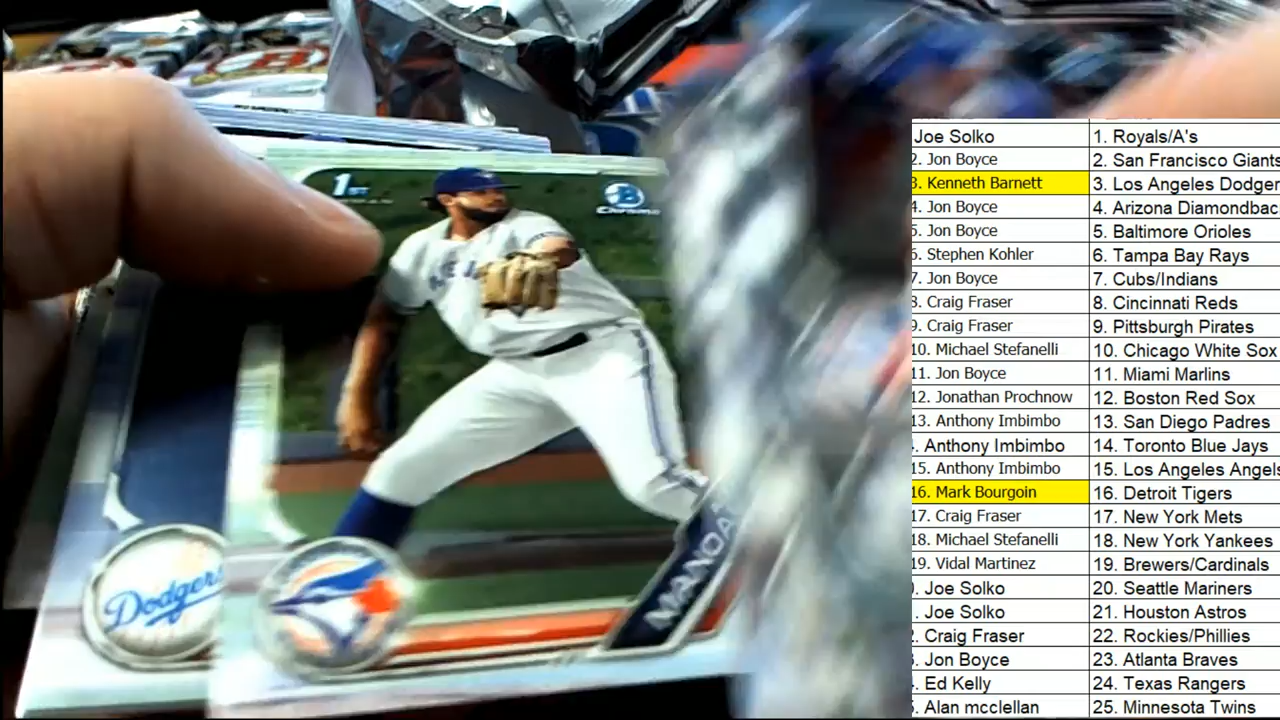 1ST
Chrome
Dodgers
MANOA
Joe Solko 1. Royals/A's
2. Jon Boyce 2. San Francisco Giants
3. Kenneth Barnett 3. Los Angeles Dodger
4. Jon Boyce 4. Arizona Diamondbac
5. Jon Boyce 5. Baltimore Orioles
6. Stephen Kohler 6. Tampa Bay Rays
7. Jon Boyce 7. Cubs/Indians
8. Craig Fraser 8. Cincinnati Reds
9. Craig Fraser 9. Pittsburgh Pirates
10. Michael Stefanelli 10. Chicago White Sox
11. Jon Boyce 11. Miami Marlins
12. Jonathan Prochnow 12. Boston Red Sox
13. Anthony Imbimbo 13. San Diego Padres
. Anthony Imbimbo 14. Toronto Blue Jays
15. Anthony Imbimbo 15. Los Angeles Angels
16. Mark Bourgoin 16. Detroit Tigers
17. Craig Fraser 17. New York Mets
18. Michael Stefanelli 18. New York Yankees
19. Vidal Martinez 19. Brewers/Cardinals
. Joe Solko 20. Seattle Mariners
. Joe Solko 21. Houston Astros
. Craig Fraser 22. Rockies/Phillies
. Jon Boyce 23. Atlanta Braves
. Ed Kelly 24. Texas Rangers
. Alan mcclellan 25. Minnesota Twins